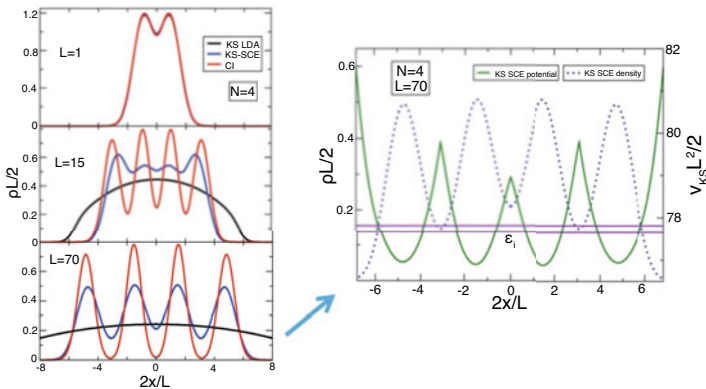 1.2
0.8
0.4
0
L=1
KS LDA
KS-SCE
CI
N=4
0.6
0.4
0.2
0
L=15
ρL/2
0.6
0.4
0.2
0
L=70
-8 -4 0 4 8
2x/L
0.6
0.4
0.2
ρL/2
N=4
L=70
KS SCE potential
KS SCE density
εi
82
80
78
vKSL²/2
-6 -4 -2 0 2 4 6
2x/L